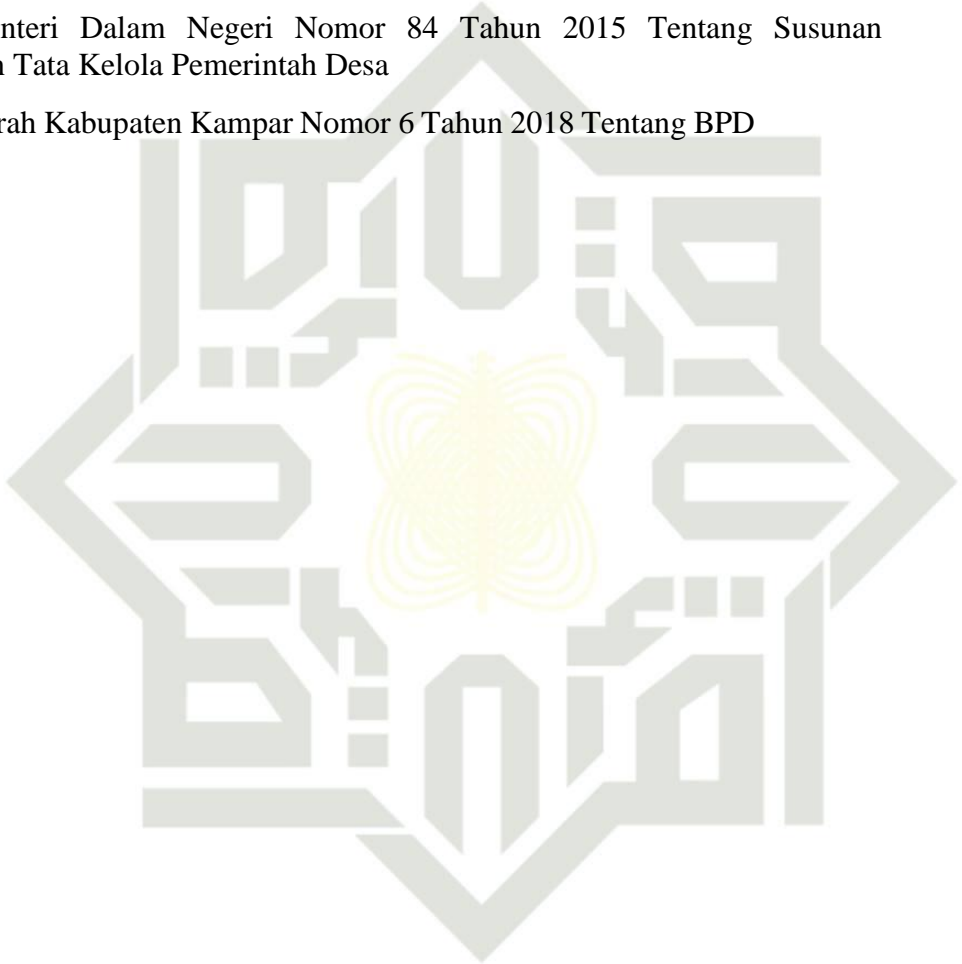 nteri Dalam Negeri Nomor 84 Tahun 2015 Tentang Susunan
n Tata Kelola Pemerintah Desa
rah Kabupaten Kampar Nomor 6 Tahun 2018 Tentang BPD